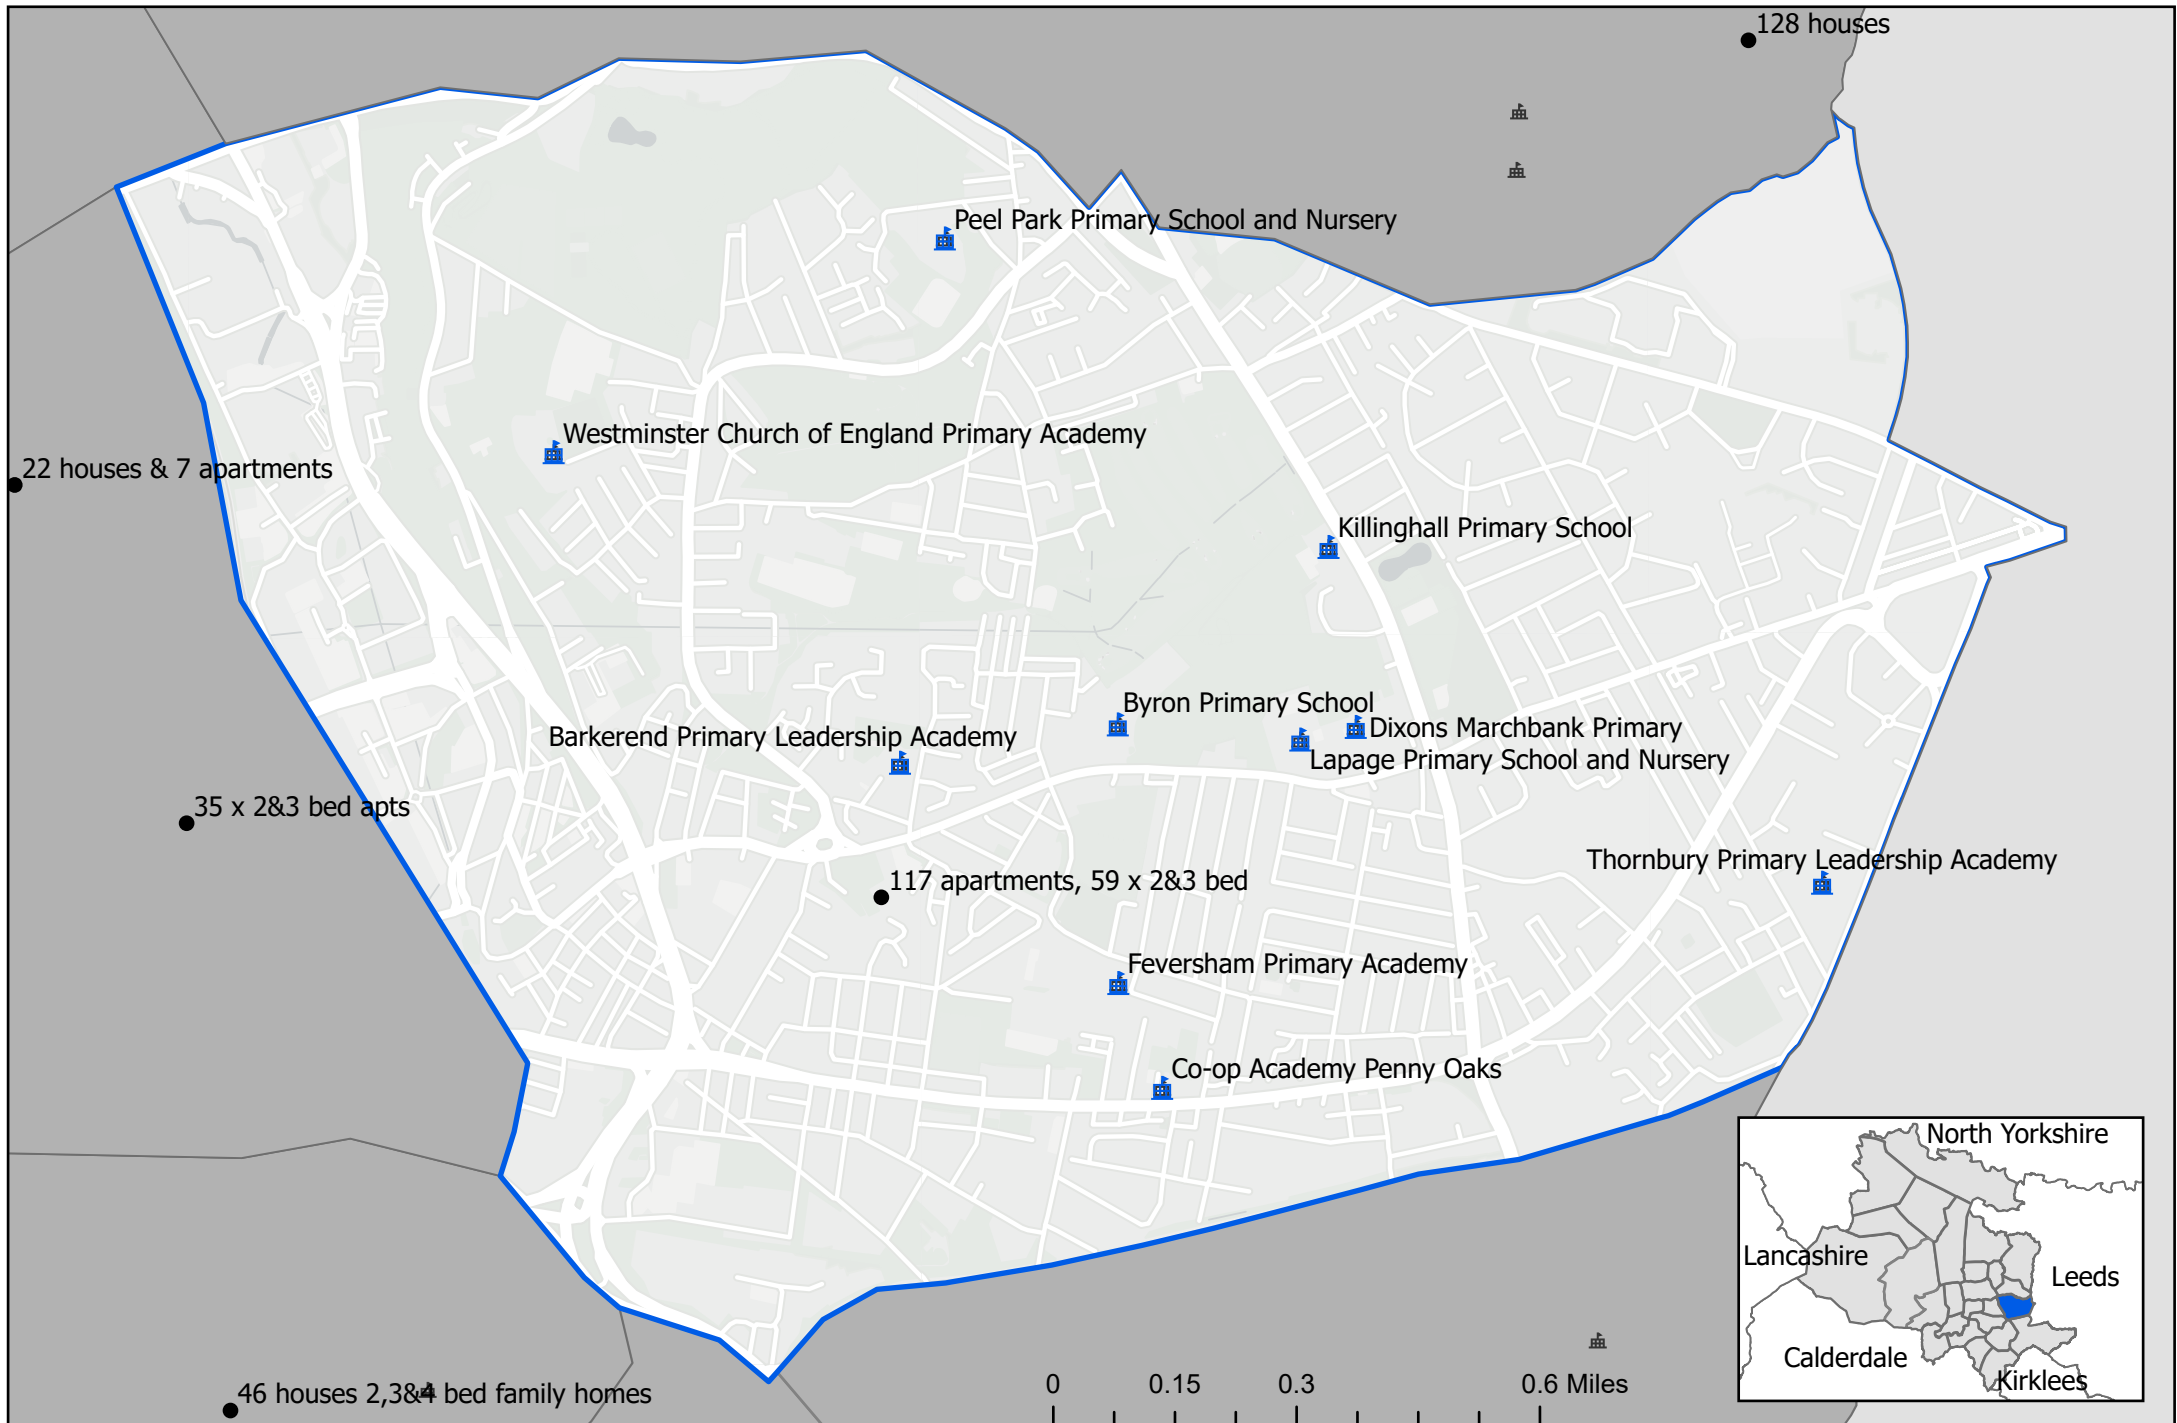 128 houses
Peel Park Primary School and Nursery
Westminster Church of England Primary Academy
22 houses & 7 apartments
Killinghall Primary School
Byron Primary School
Dixons Marchbank Primary
Barkerend Primary Leadership Academy
Lapage Primary School and Nursery
35 x 2&3 bed apts
Thornbury Primary Leadership Academy
117 apartments, 59 x 2&3 bed
Feversham Primary Academy
Co-op Academy Penny Oaks
North Yorkshire
Lancashire
Leeds
Calderdale
Kirklees
0 0.15 0.3 0.6 Miles
46 houses 2,3&4 bed family homes